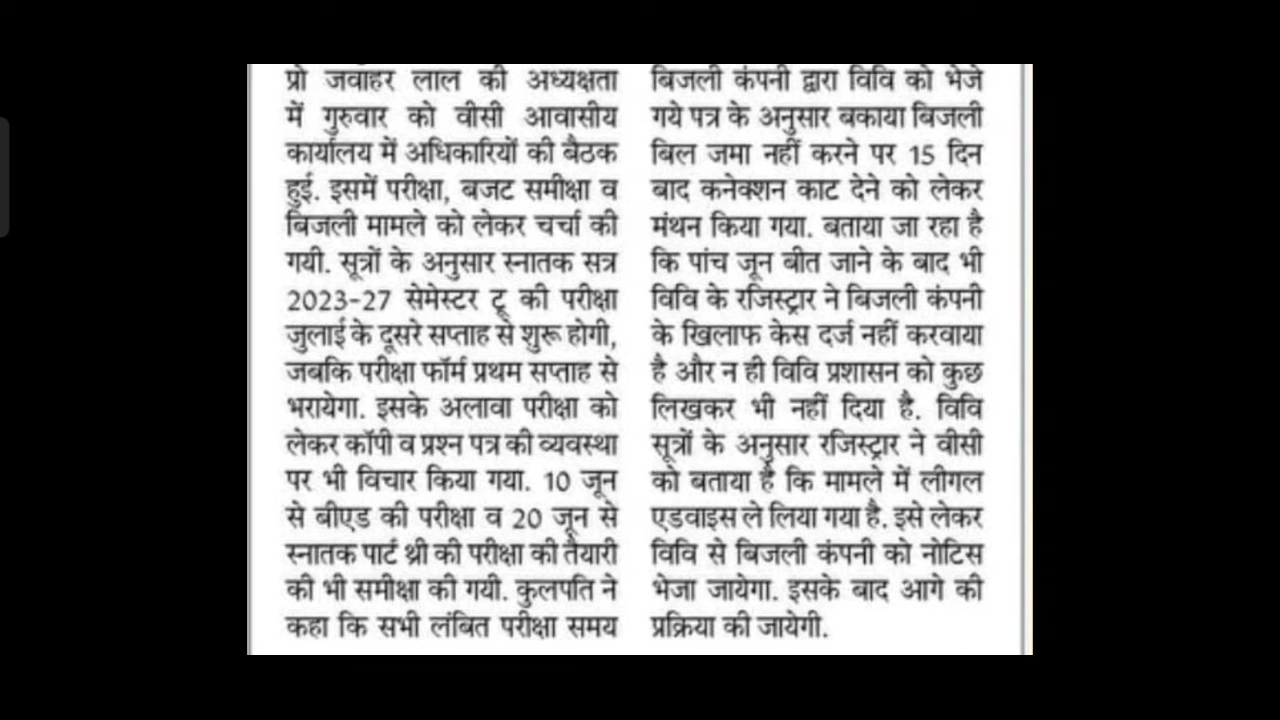 प्रो जवाहर लाल की अध्यक्षता
में गुरुवार को वीसी आवासीय
कार्यालय में अधिकारियों की बैठक
हुई. इसमें परीक्षा, बजट समीक्षा व
बिजली मामले को लेकर चर्चा की
गयी. सूत्रों के अनुसार स्नातक सत्र
2023-27 सेमेस्टर टू की परीक्षा
जुलाई के दूसरे सप्ताह से शुरू होगी,
जबकि परीक्षा फॉर्म प्रथम सप्ताह से
भरायेगा. इसके अलावा परीक्षा को
लेकर कॉपी व प्रश्न पत्र की व्यवस्था
पर भी विचार किया गया. 10 जून
से बीएड की परीक्षा व 20 जून से
स्नातक पार्ट थ्री की परीक्षा की तैयारी
की भी समीक्षा की गयी. कुलपति ने
कहा कि सभी लंबित परीक्षा समय
बिजली कंपनी द्वारा विवि को भेजे
गये पत्र के अनुसार बकाया बिजली
बिल जमा नहीं करने पर 15 दिन
बाद कनेक्शन काट देने को लेकर
मंथन किया गया. बताया जा रहा है
कि पांच जून बीत जाने के बाद भी
विवि के रजिस्ट्रार ने बिजली कंपनी
के खिलाफ केस दर्ज नहीं करवाया
है और न ही विवि प्रशासन को कुछ
लिखकर भी नहीं दिया है. विवि
सूत्रों के अनुसार रजिस्ट्रार ने वीसी
को बताया है कि मामले में लीगल
एडवाइस ले लिया गया है. इसे लेकर
विवि से बिजली कंपनी को नोटिस
भेजा जायेगा. इसके बाद आगे की
प्रक्रिया की जायेगी.